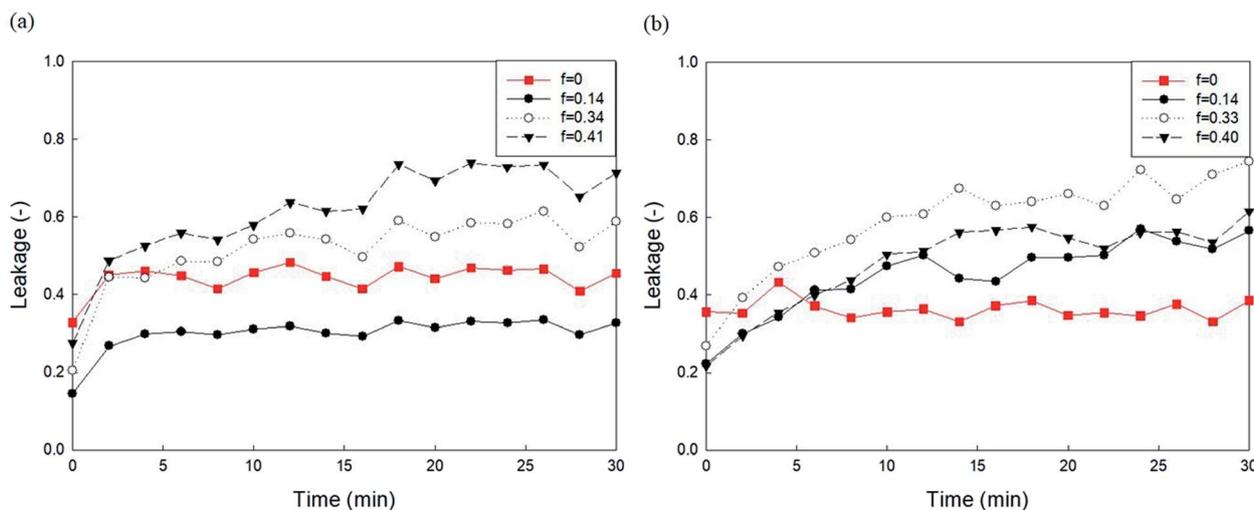 (a)
1.0
0.8
0.6
0.4
0.2
0.0
Leakage (-)
f=0
f=0.14
f=0.34
f=0.41
0 5 10 15 20 25 30
Time (min)
(b)
1.0
0.8
0.6
0.4
0.2
0.0
Leakage (-)
f=0
f=0.14
f=0.33
f=0.40
0 5 10 15 20 25 30
Time (min)